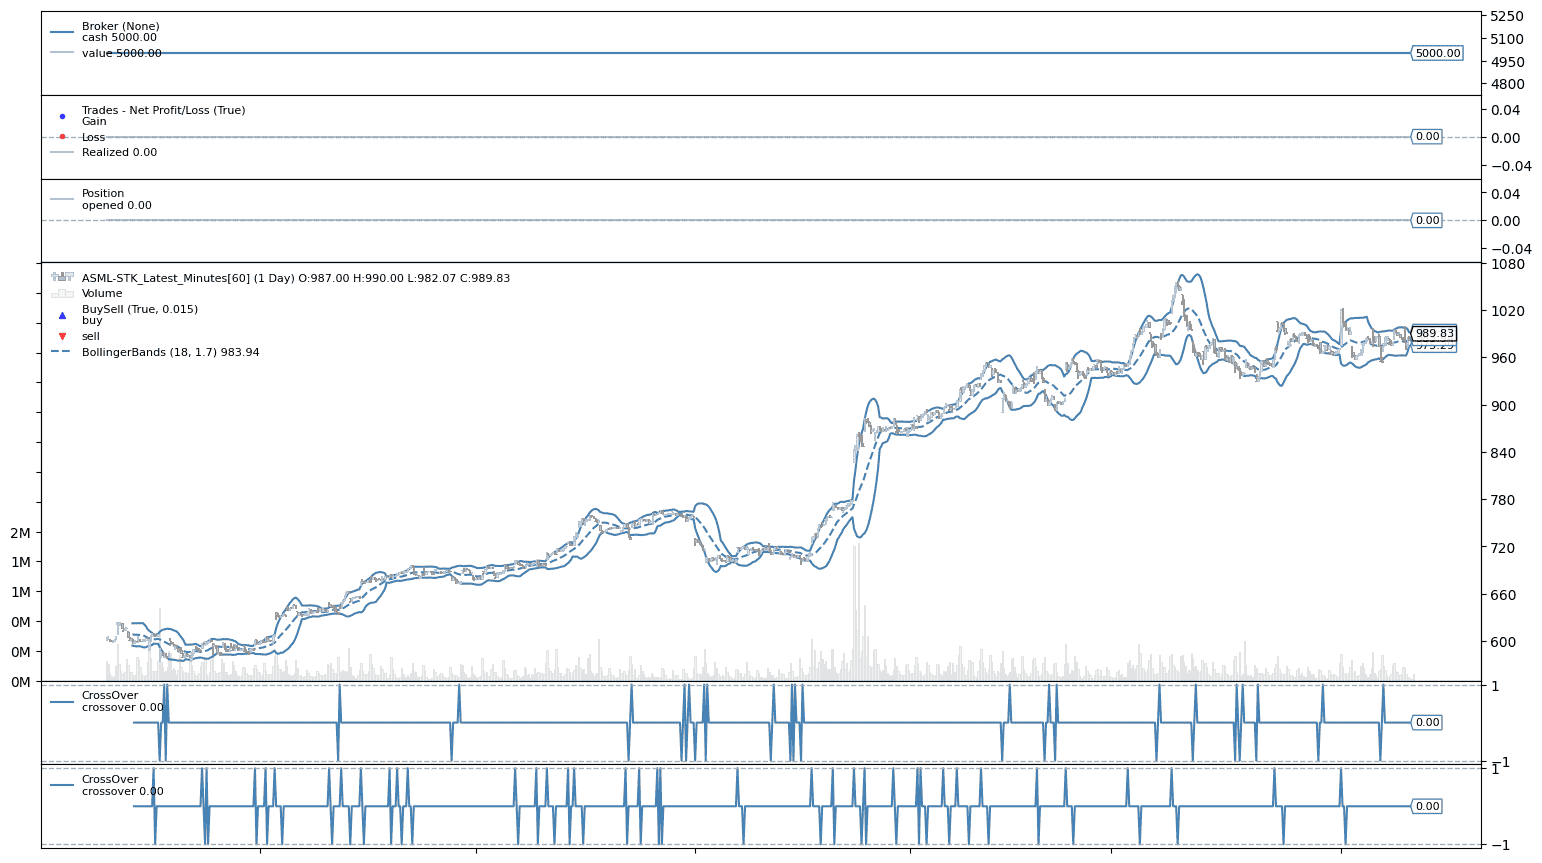 Broker (None)
cash 5000.00
value 5000.00
5250
5100
4950
4800
5000.00
Trades - Net Profit/Loss (True)
Gain
Loss
Realized 0.00
0.04
0.00
−0.04
0.00
Position
opened 0.00
0.04
0.00
−0.04
0.00
ASML-STK_Latest_Minutes[60] (1 Day) O:987.00 H:990.00 L:982.07 C:989.83
Volume
BuySell (True, 0.015)
buy
sell
BollingerBands (18, 1.7) 983.94
1080
1020
960
900
840
780
720
660
600
989.83
2M
1M
1M
0M
0M
0M
CrossOver
crossover 0.00
1
0.00
−1
CrossOver
crossover 0.00
1
0.00
−1